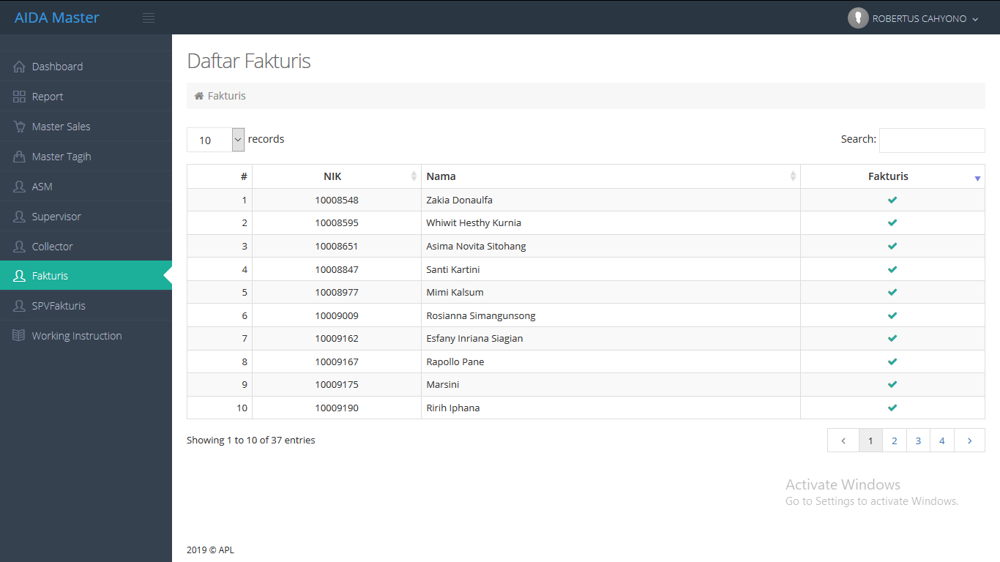 AIDA Master
ROBERTUS CAHYONO
Dashboard
Report
Master Sales
Master Tagih
ASM
Supervisor
Collector
Fakturis
SPVFakturis
Working Instruction
Daftar Fakturis
Fakturis
10 records
Search:
# NIK Nama Fakturis
1 10008548 Zakia Donaulfa
2 10008595 Whiwit Hesthy Kurnia
3 10008651 Asima Novita Sitohang
4 10008847 Santi Kartini
5 10008977 Mimi Kalsum
6 10009009 Rosianna Simangunsong
7 10009162 Esfany Inriana Siagian
8 10009167 Rapollo Pane
9 10009175 Marsini
10 10009190 Ririh Iphana
Showing 1 to 10 of 37 entries
1 2 3 4
Activate Windows
Go to Settings to activate Windows.
2019 © APL